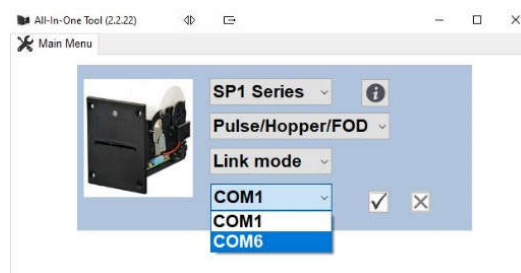 All-In-One Tool (2.2.22)
Main Menu
SP1 Series
Pulse/Hopper/FOD
Link mode
COM1
COM1
COM6